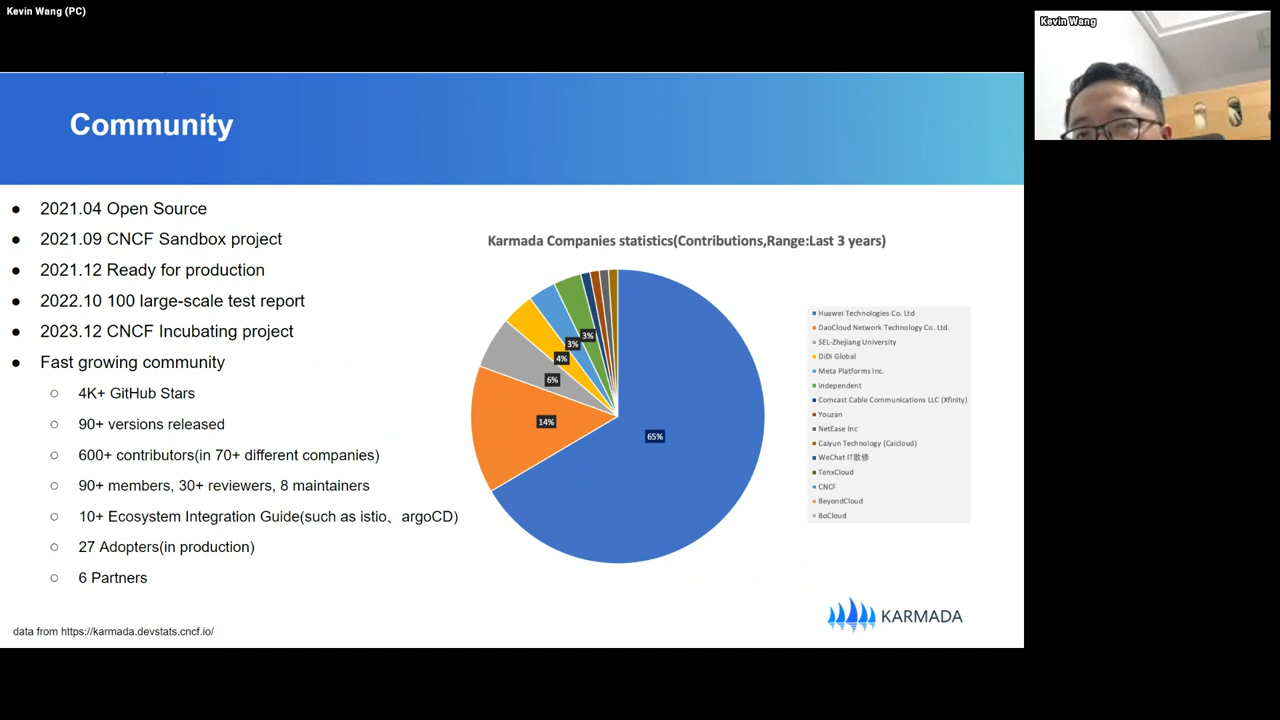 Kevin Wang (PC)
Kevin Wang
Community
2021.04 Open Source
2021.09 CNCF Sandbox project
2021.12 Ready for production
2022.10 100 large-scale test report
2023.12 CNCF Incubating project
Fast growing community
4K+ GitHub Stars
90+ versions released
600+ contributors(in 70+ different companies)
90+ members, 30+ reviewers, 8 maintainers
10+ Ecosystem Integration Guide(such as istio、argoCD)
27 Adopters(in production)
6 Partners
data from https://karmada.devstats.cncf.io/
Karmada Companies statistics(Contributions,Range:Last 3 years)
3%
3%
4%
6%
14%
65%
Huawei Technologies Co. Ltd
DaoCloud Network Technology Co. Ltd.
SEL-Zhejiang University
DiDi Global
Meta Platforms Inc.
Independent
Comcast Cable Communications LLC (Xfinity)
Youzan
NetEase Inc
Caiyun Technology (Caicloud)
WeChat IT散修
TenxCloud
CNCF
BeyondCloud
BoCloud
KARMADA